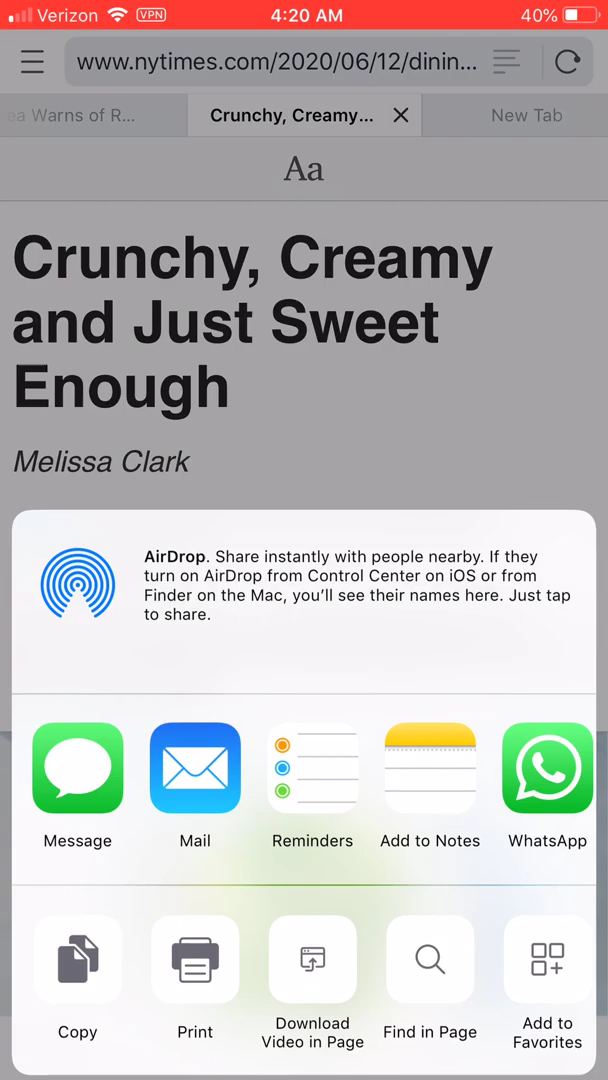 Verizon VPN 4:20 AM 40%
www.nytimes.com/2020/06/12/dinin...
ea Warns of R... Crunchy, Creamy... New Tab
Aa
Crunchy, Creamy
and Just Sweet
Enough
Melissa Clark
AirDrop. Share instantly with people nearby. If they
turn on AirDrop from Control Center on iOS or from
Finder on the Mac, you'll see their names here. Just tap
to share.
Message Mail Reminders Add to Notes WhatsApp
Copy Print Download Video in Page Find in Page Add to Favorites